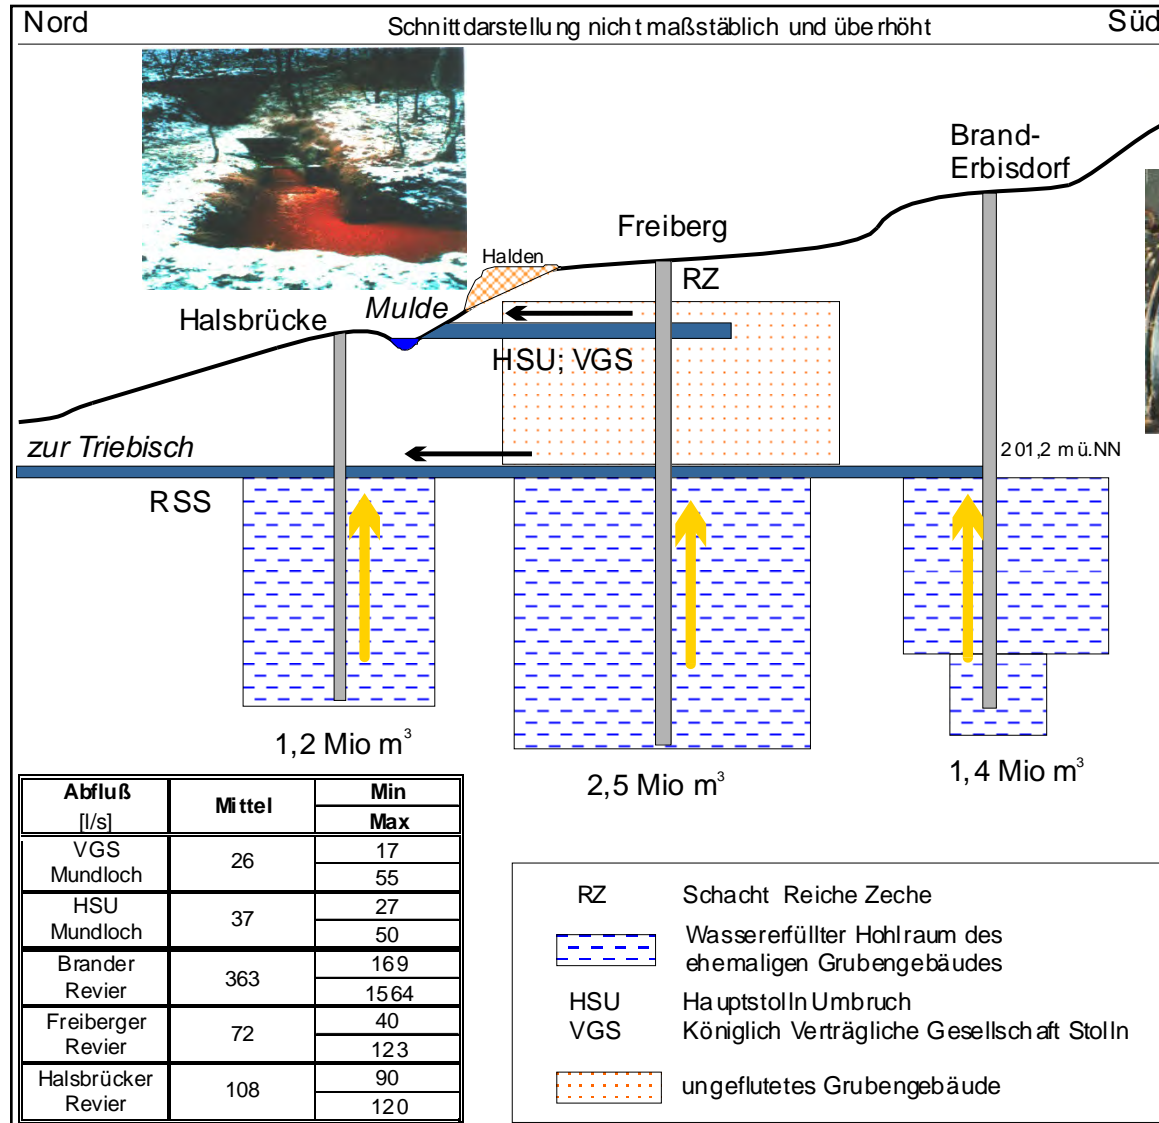 Nord
Schnittdarstellung nicht maßstäblich und überhöht
Süd
Brand-
Erbisdorf
Freiberg
Halden
RZ
Mulde
Halsbrücke
HSU; VGS
zur Triebisch
201,2 mü.NN
RSS
1,2 Mio m³
2,5 Mio m³
1,4 Mio m³
Abfluß [l/s] Mittel Min Max
VGS Mundloch 26 17 55
HSU Mundloch 37 27 50
Brander Revier 363 169 1564
Freiberger Revier 72 40 123
Halsbrücker Revier 108 90 120
RZ Schacht Reiche Zeche
Wassererfüllter Hohlraum des
ehemaligen Grubengebäudes
HSU Hauptstolln Umbruch
VGS Königlich Verträgliche Gesellschaft Stolln
ungeflutetes Grubengebäude